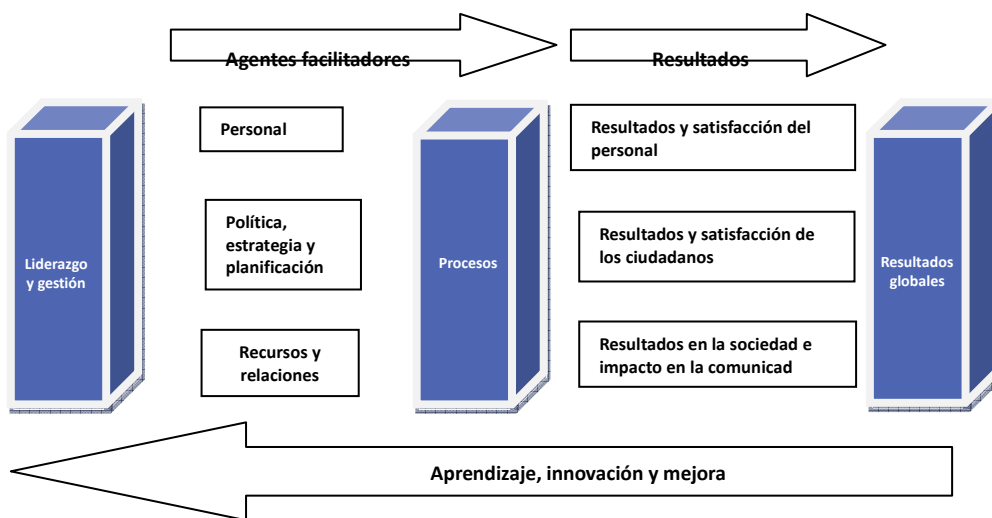 Agentes facilitadores
Resultados
Personal
Resultados y satisfacción del
personal
Política,
estrategia y
planificación
Resultados y satisfacción de
los ciudadanos
Liderazgo
y gestión
Procesos
Resultados
globales
Recursos y
relaciones
Resultados en la sociedad e
impacto en la comunicad
Aprendizaje, innovación y mejora